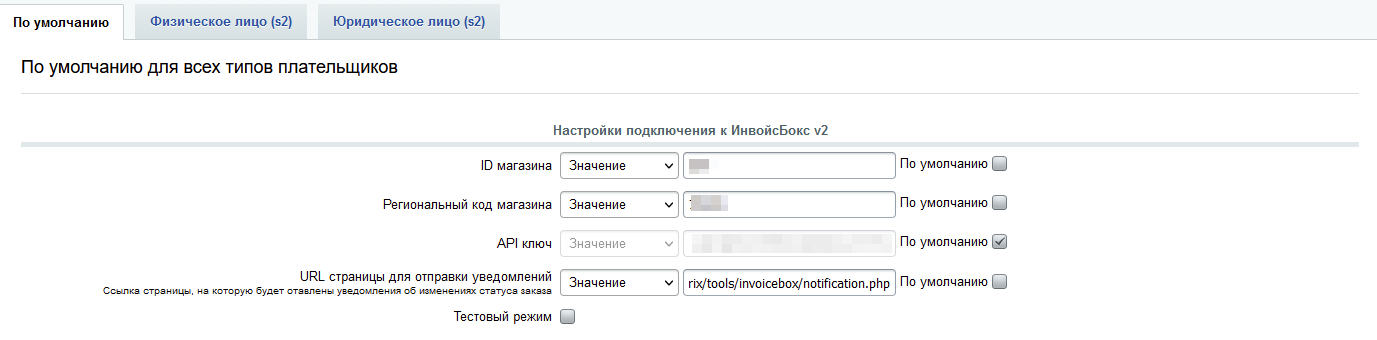 По умолчанию Физическое лицо (s2) Юридическое лицо (s2)
По умолчанию для всех типов плательщиков
Настройки подключения к ИнвойсБокс v2
ID магазина Значение По умолчанию
Региональный код магазина Значение По умолчанию
API ключ Значение По умолчанию
URL страницы для отправки уведомлений Значение rix/tools/invoicebox/notification.php По умолчанию
Ссылка страницы, на которую будет отавлены уведомления об изменениях статуса заказа
Тестовый режим